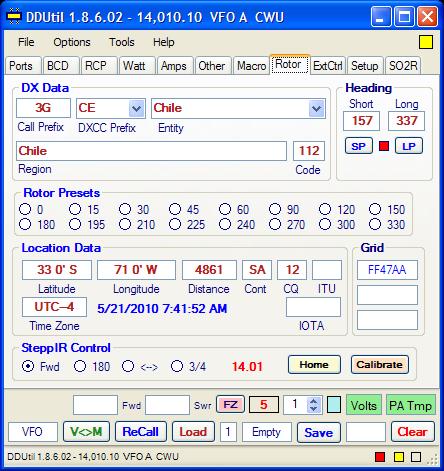 DDUtil 1.8.6.02 - 14,010.10 VFO A CWU
File Options Tools Help
Ports BCD RCP Watt Amps Other Macro Rotor ExtCtrl Setup SO2R
DX Data
3G CE Chile
Call Prefix DXCC Prefix Entity
Chile 112
Region Code
Heading
Short Long
157 337
SP LP
Rotor Presets
0 15 30 45 60 90 120 150
180 195 210 225 240 270 300 330
Location Data
33 0' S 71 0' W 4861 SA 12
Latitude Longitude Distance Cont CQ ITU
UTC-4 5/21/2010 7:41:52 AM
Time Zone IOTA
Grid
FF47AA
SteppIR Control
Fwd 180 <--> 3/4 14.01 Home Calibrate
Fwd Swr FZ 5 1 Volts PA Tmp
VFO V<>M ReCall Load 1 Empty Save Clear
DDUtil 1.8.6.02 - 14,010.10 VFO A CWU